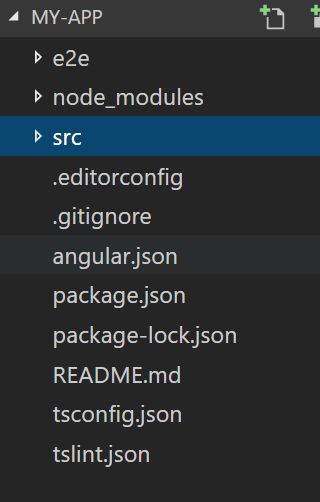 MY-APP
e2e
node_modules
src
.editorconfig
.gitignore
angular.json
package.json
package-lock.json
README.md
tsconfig.json
tslint.json